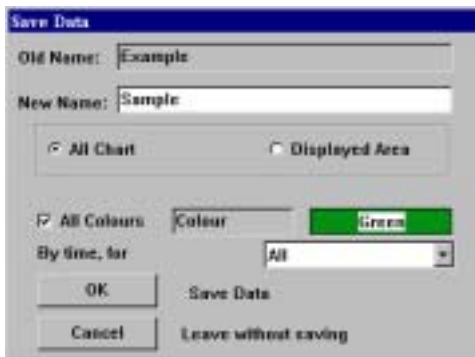 Save Data
Old Name: Example
New Name: Sample
All Chart Displayed Area
All Colours Colour Green
By time, for All
OK Save Data
Cancel Leave without saving